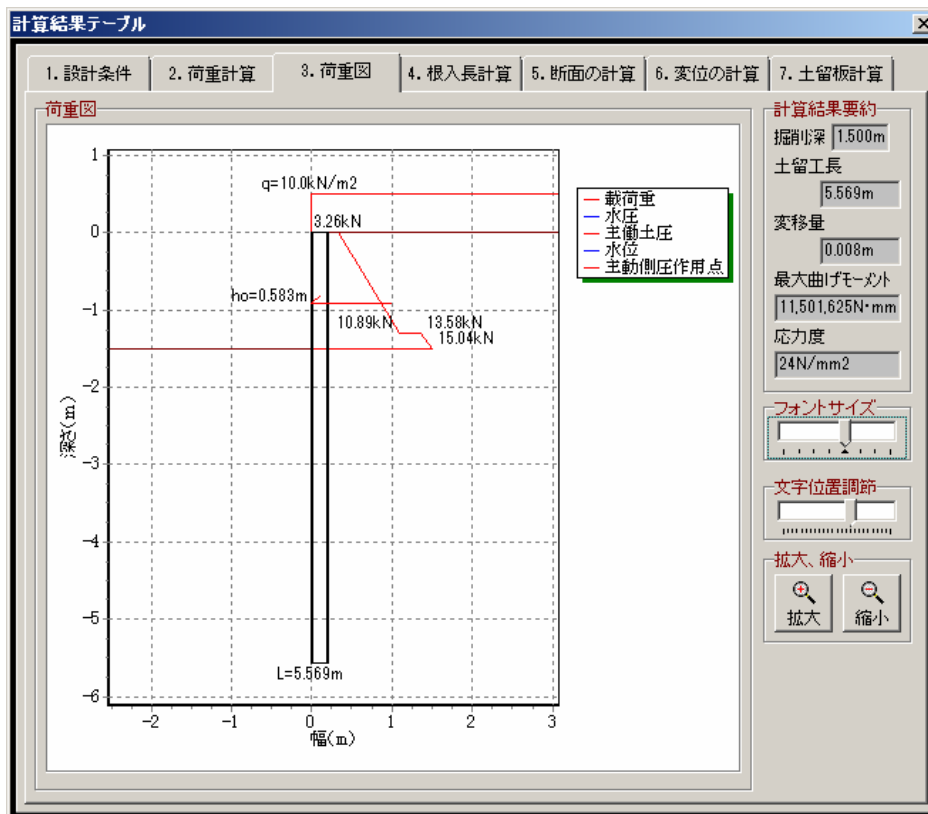 計算結果テーブル
1.設計条件
2.荷重計算
3.荷重図
4.根入長計算
5.断面の計算
6.変位の計算
7.土留板計算
荷重図
1
0
-1
-2
-3
-4
-5
-6
深さ(m)
-2
-1
0
1
2
3
幅(m)
q=10.0kN/m2
3.26kN
ho=0.583m
10.89kN
13.58kN
15.04kN
L=5.569m
載荷重
水圧
主働土圧
水位
主動側圧作用点
計算結果要約
掘削深 1.500m
土留工長
5.569m
変移量
0.008m
最大曲げモーメント
11,501,625N・mm
応力度
24N/mm2
フォントサイズ
文字位置調節
拡大、縮小
拡大
縮小